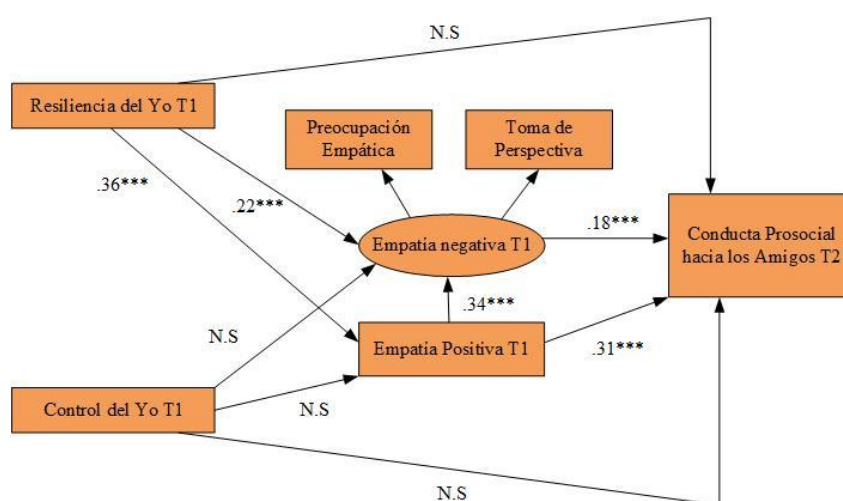 N.S
Resiliencia del Yo T1
Preocupación
Empática
Toma de
Perspectiva
.36***
.22***
Empatia negativa T1
.18***
Conducta Prosocial
hacia los Amigos T2
.34***
N.S
Empatia Positiva T1
.31***
Control del Yo T1
N.S
N.S